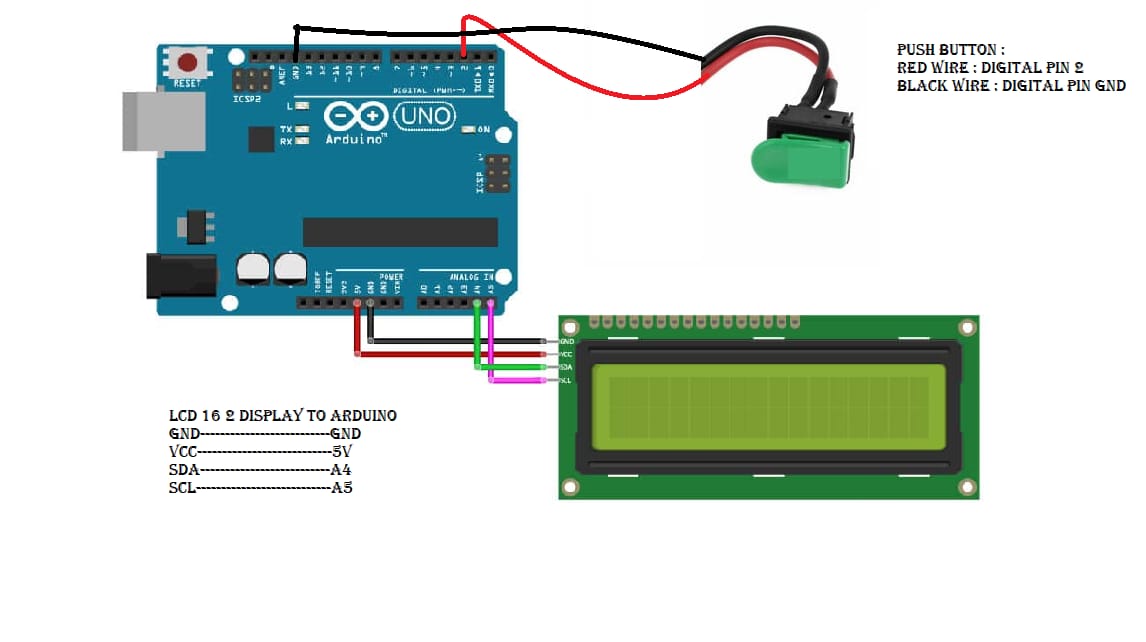 PUSH BUTTON :
RED WIRE : DIGITAL PIN 2
BLACK WIRE : DIGITAL PIN GND
RESET
ICSP2
AREF
GND
13
12
~11
~10
~9
8
7
~6
~5
4
~3
2
TXD▸1
RXD◂0
DIGITAL (PWM~)
L
TX
RX
UNO
Arduino™
ON
ICSP
1
IOREF
RESET
3V3
5V
GND
GND
VIN
POWER
ANALOG IN
A0
A1
A2
A3
A4
A5
GND
VCC
SDA
SCL
LCD 16 2 DISPLAY TO ARDUINO
GND--------------------------GND
VCC---------------------------5V
SDA--------------------------A4
SCL---------------------------A5